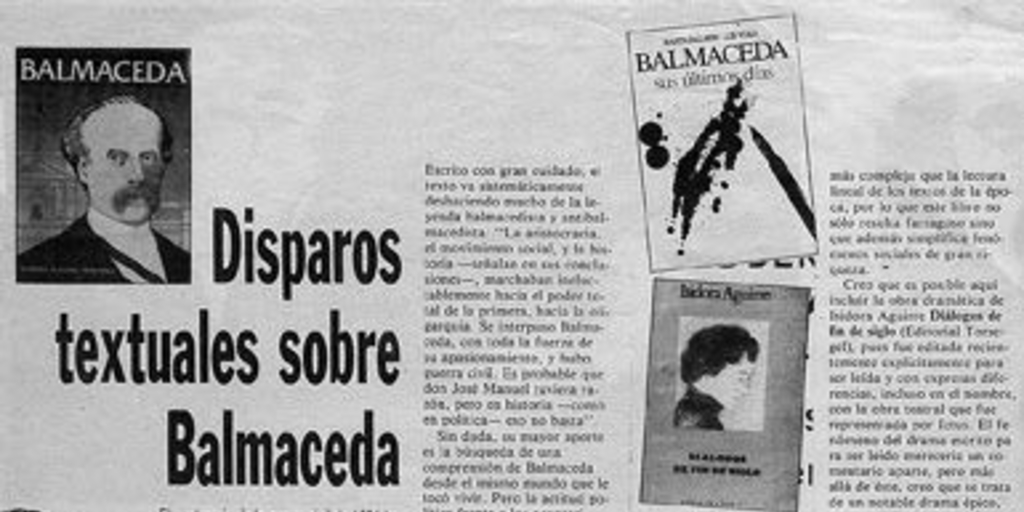 BALMACEDA
Disparos
textuales sobre
Balmaceda
Escrito con gran cuidado, el
texto va sistemáticamente
deshaciendo mucho de la le-
yenda balmacedista y antibal-
macedista: "La aristocracia,
el movimiento social, y la his-
toria —señalan en sus conclu-
siones—, marchaban ineluc-
tablemente hacia el poder to-
tal de la primera, hacia la oli-
garquía. Se interpuso Balma-
ceda, con toda la fuerza de
su apasionamiento, y hubo
guerra civil. Es probable que
don José Manuel tuviera ra-
zón, pero en historia —como
en política— eso no basta".
Sin duda, su mayor aporte
es la búsqueda de una
comprensión de Balmaceda
desde el mismo mundo que le
tocó vivir. Pero la actitud po-
BALMACEDA
sus últimos días
Isidora Aguirre
DIALOGOS
DE FIN DE SIGLO
más compleja que la lectura
lineal de los textos de la épo-
ca, por lo que este libro no
sólo resulta farragoso sino
que además simplifica fenó-
menos sociales de gran ri-
queza.
Creo que es posible aquí
incluir la obra dramática de
Isidora Aguirre Diálogos de
fin de siglo (Editorial Torse-
gel), pues fue editada recien-
temente explícitamente para
ser leída y con expresas dife-
rencias, incluso en el nombre,
con la obra teatral que fue
representada por Ictus. El fe-
nómeno del drama escrito pa-
ra ser leído merecería un co-
mentario aparte, pero más
allá de éste, creo que se trata
de un notable drama épico,